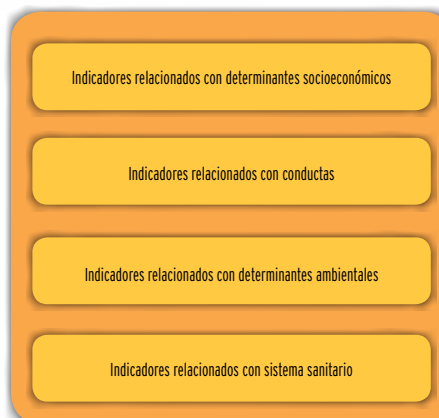 Indicadores relacionados con determinantes socioeconómicos
Indicadores relacionados con conductas
Indicadores relacionados con determinantes ambientales
Indicadores relacionados con sistema sanitario